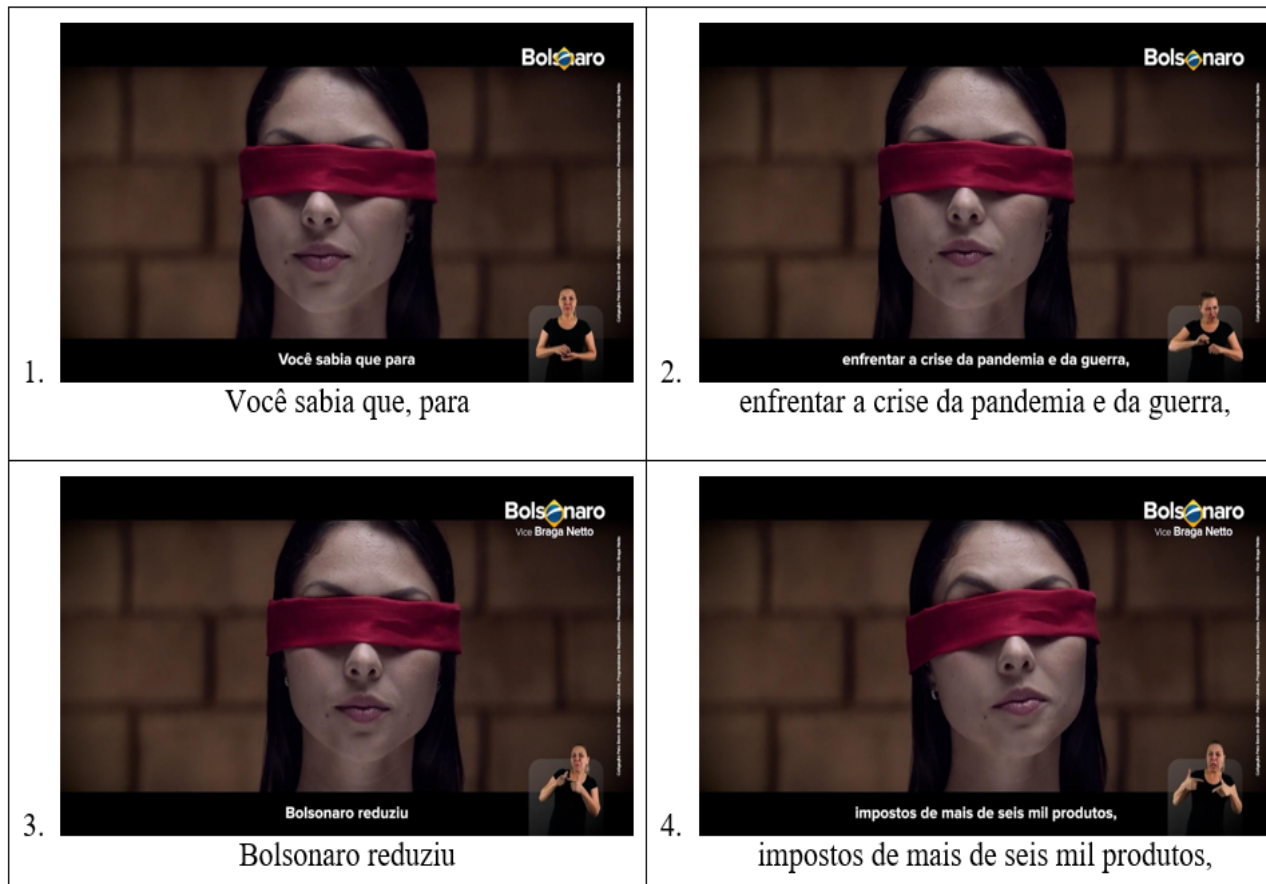 Bolsonaro
Você sabia que para
1.
Você sabia que, para
Bolsonaro
enfrentar a crise da pandemia e da guerra,
2.
enfrentar a crise da pandemia e da guerra,
Bolsonaro
Vice Braga Netto
Bolsonaro reduziu
3.
Bolsonaro reduziu
Bolsonaro
Vice Braga Netto
impostos de mais de seis mil produtos,
4.
impostos de mais de seis mil produtos,